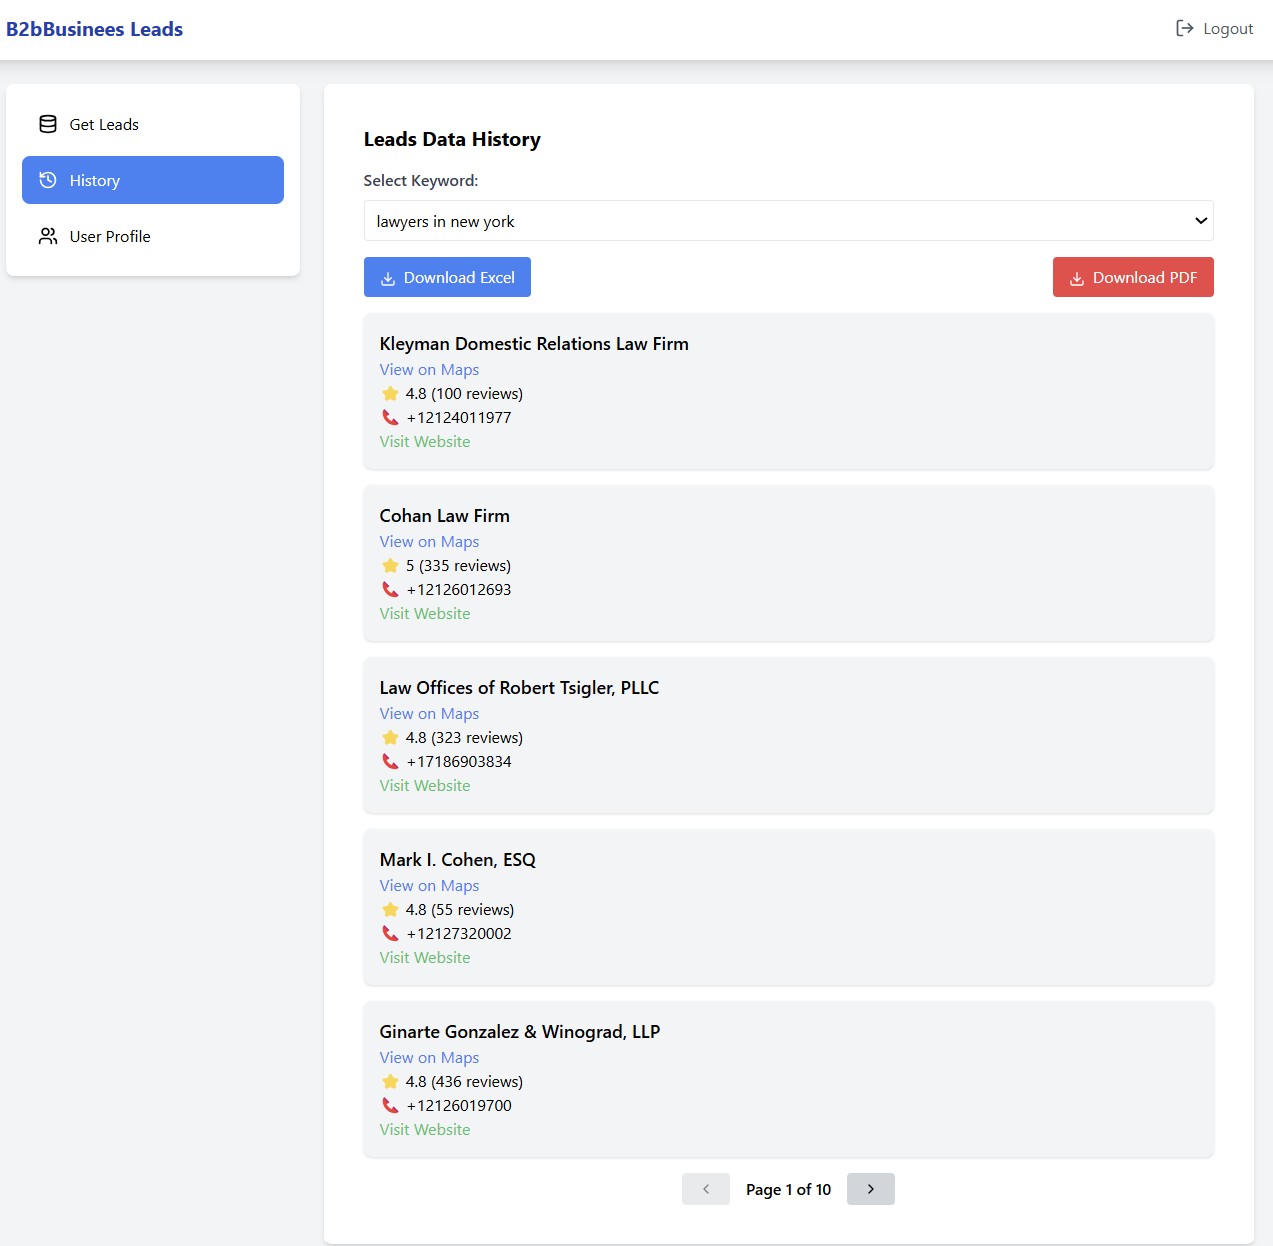 B2bBusinees Leads
Logout
Get Leads
History
User Profile
Leads Data History
Select Keyword:
lawyers in new york
Download Excel
Download PDF
Kleyman Domestic Relations Law Firm
View on Maps
4.8 (100 reviews)
+12124011977
Visit Website
Cohan Law Firm
View on Maps
5 (335 reviews)
+12126012693
Visit Website
Law Offices of Robert Tsigler, PLLC
View on Maps
4.8 (323 reviews)
+17186903834
Visit Website
Mark I. Cohen, ESQ
View on Maps
4.8 (55 reviews)
+12127320002
Visit Website
Ginarte Gonzalez & Winograd, LLP
View on Maps
4.8 (436 reviews)
+12126019700
Visit Website
Page 1 of 10